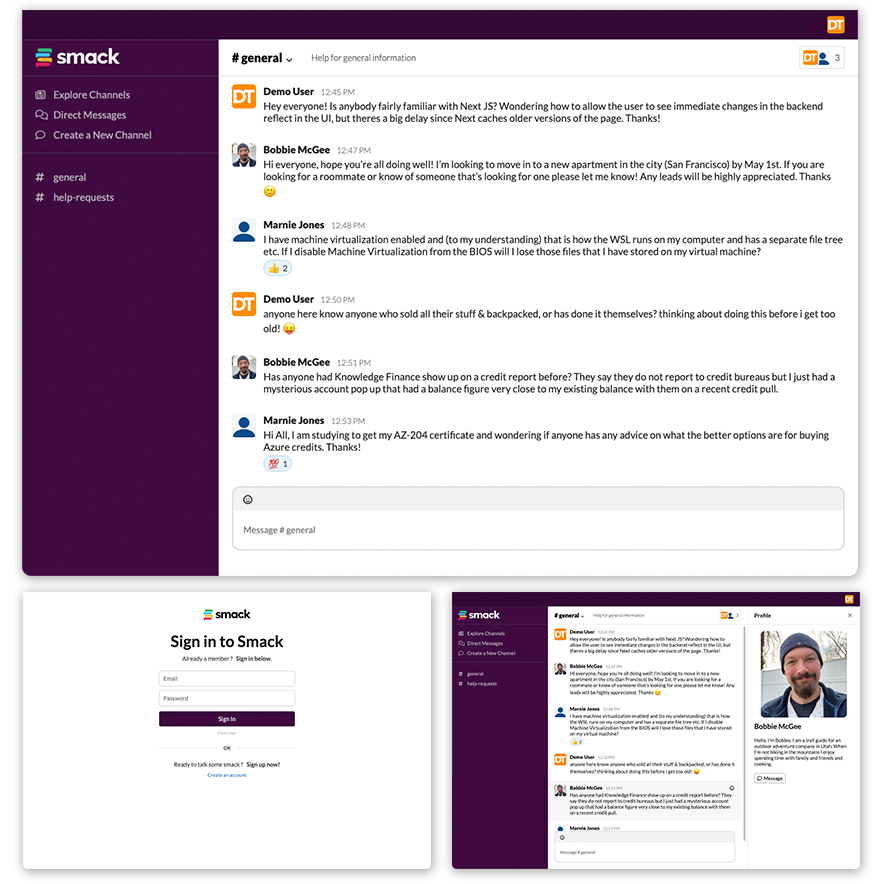 DT
smack
# general
Help for general information
DT 3
Explore Channels
Direct Messages
Create a New Channel
# general
# help-requests
DT
Demo User 12:45 PM
Hey everyone! Is anybody fairly familiar with Next JS? Wondering how to allow the user to see immediate changes in the backend
reflect in the UI, but theres a big delay since Next caches older versions of the page. Thanks!
Bobbie McGee 12:47 PM
Hi everyone, hope you're all doing well! I'm looking to move in to a new apartment in the city (San Francisco) by May 1st. If you are
looking for a roommate or know of someone that's looking for one please let me know! Any leads will be highly appreciated. Thanks
🙂
Marnie Jones 12:48 PM
I have machine virtualization enabled and (to my understanding) that is how the WSL runs on my computer and has a separate file tree
etc. If I disable Machine Virtualization from the BIOS will I lose those files that I have stored on my virtual machine?
👍 2
DT
Demo User 12:50 PM
anyone here know anyone who sold all their stuff & backpacked, or has done it themselves? thinking about doing this before i get too
old! 😝
Bobbie McGee 12:51 PM
Has anyone had Knowledge Finance show up on a credit report before? They say they do not report to credit bureaus but I just had a
mysterious account pop up that had a balance figure very close to my existing balance with them on a recent credit pull.
Marnie Jones 12:53 PM
Hi All, I am studying to get my AZ-204 certificate and wondering if anyone has any advice on what the better options are for buying
Azure credits. Thanks!
💯 1
Message # general
smack
Sign in to Smack
Already a member? Sign in below.
Email
Password
Sign In
Demo User
OR
Ready to talk some smack? Sign up now!
Create an account
DT
smack
# general
Help for general information
DT 3
Profile
Explore Channels
Direct Messages
Create a New Channel
# general
# help-requests
DT
Demo User 12:45 PM
Hey everyone! Is anybody fairly familiar with Next JS? Wondering how to
allow the user to see immediate changes in the backend reflect in the UI, but
theres a big delay since Next caches older versions of the page. Thanks!
Bobbie McGee 12:47 PM
Hi everyone, hope you're all doing well! I'm looking to move in to a new
apartment in the city (San Francisco) by May 1st. If you are looking for a
roommate or know of someone that's looking for one please let me know! Any
leads will be highly appreciated. Thanks 🙂
Marnie Jones 12:48 PM
I have machine virtualization enabled and (to my understanding) that is how
the WSL runs on my computer and has a separate file tree etc. If I disable
Machine Virtualization from the BIOS will I lose those files that I have stored
on my virtual machine?
👍 2
DT
Demo User 12:50 PM
anyone here know anyone who sold all their stuff & backpacked, or has done it
themselves? thinking about doing this before i get too old! 😝
Bobbie McGee 12:51 PM
Has anyone had Knowledge Finance show up on a credit report before? They
say they do not report to credit bureaus but I just had a mysterious account
pop up that had a balance figure very close to my existing balance with them
on a recent credit pull.
Marnie Jones 12:53 PM
Message # general
Bobbie McGee
Hello, I'm Bobbie. I am a trail guide for an
outdoor adventure company in Utah. When
I'm not hiking in the mountains I enjoy
spending time with family and friends and
cooking.
Message